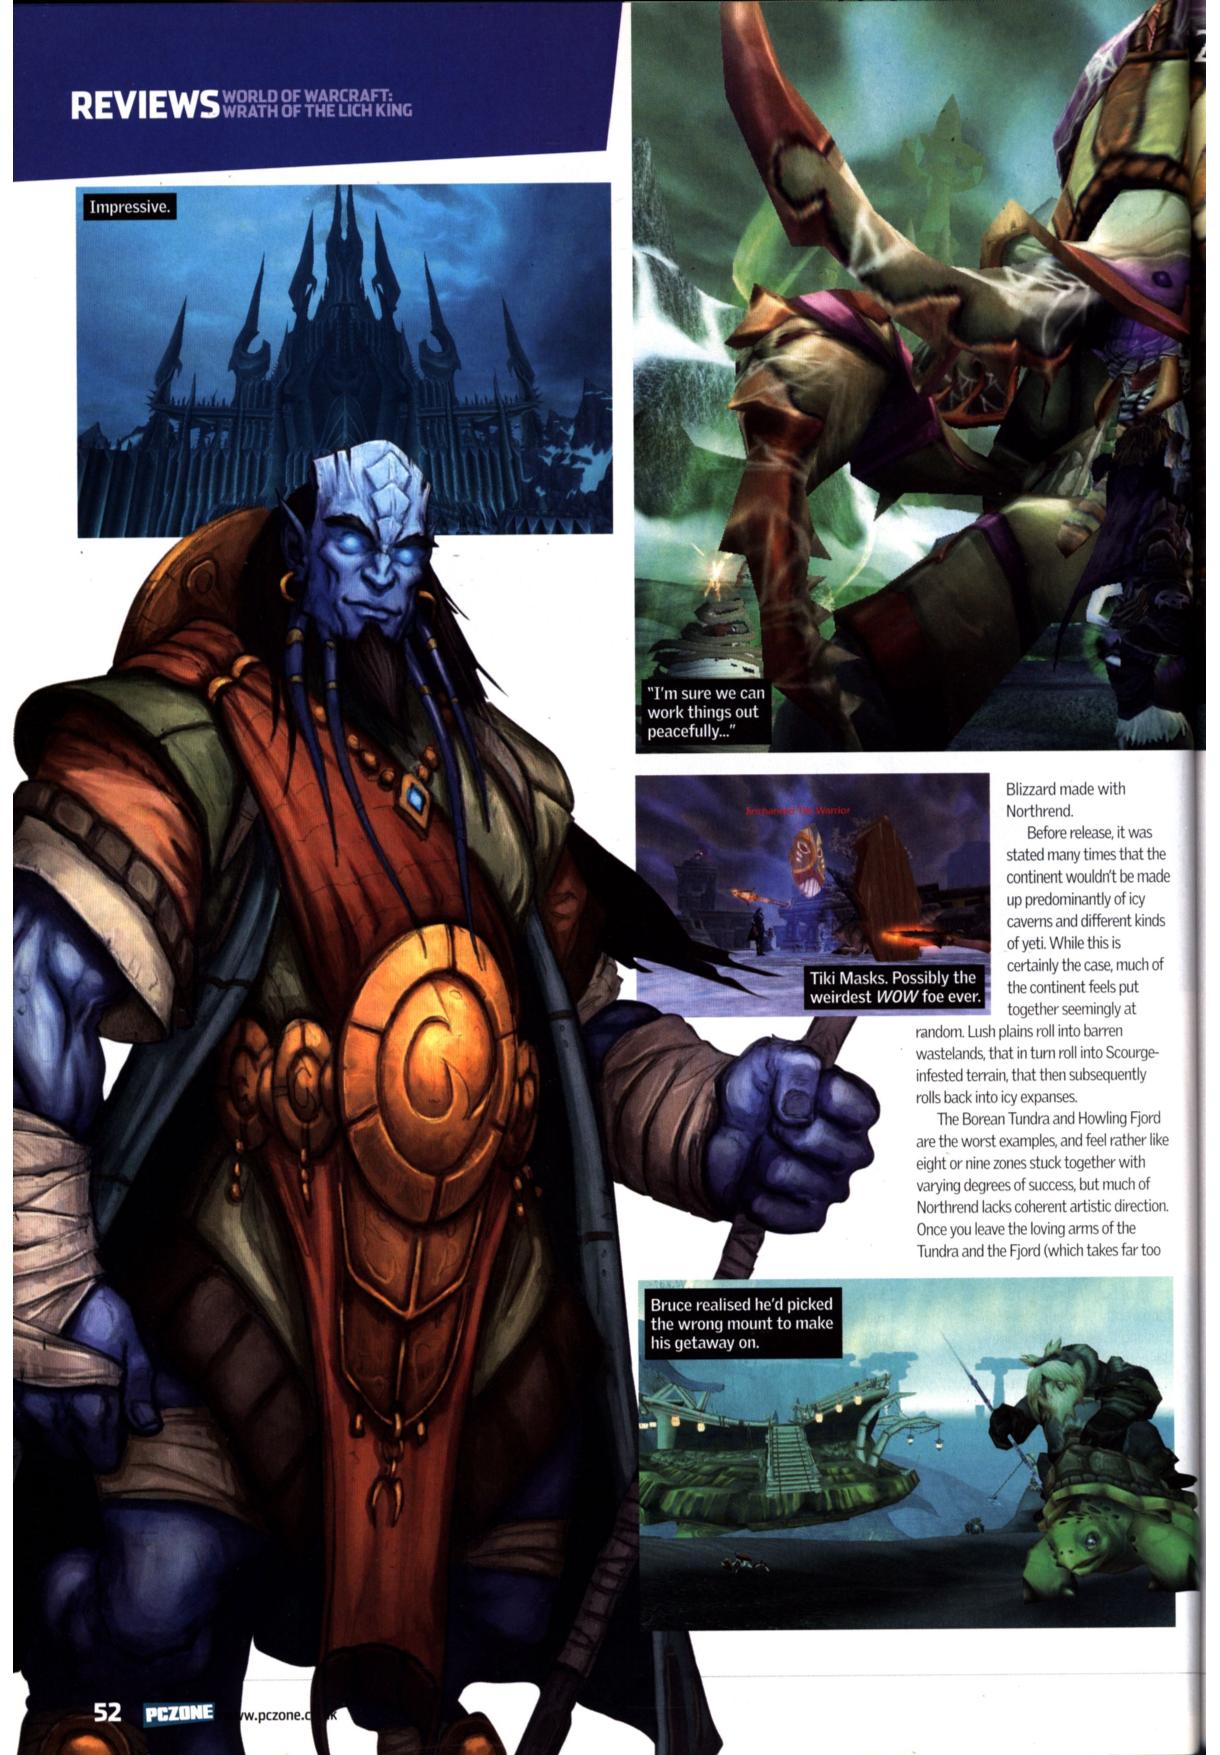 REVIEWS WORLD OF WARCRAFT:
WRATH OF THE LICH KING
Impressive.
"I'm sure we can
work things out
peacefully..."
Tiki Masks. Possibly the
weirdest WOW foe ever.
Blizzard made with
Northrend.
Before release, it was
stated many times that the
continent wouldn't be made
up predominantly of icy
caverns and different kinds
of yeti. While this is
certainly the case, much of
the continent feels put
together seemingly at
random. Lush plains roll into barren
wastelands, that in turn roll into Scourge-
infested terrain, that then subsequently
rolls back into icy expanses.
The Borean Tundra and Howling Fjord
are the worst examples, and feel rather like
eight or nine zones stuck together with
varying degrees of success, but much of
Northrend lacks coherent artistic direction.
Once you leave the loving arms of the
Tundra and the Fjord (which takes far too
Bruce realised he'd picked
the wrong mount to make
his getaway on.
52 PCZONE